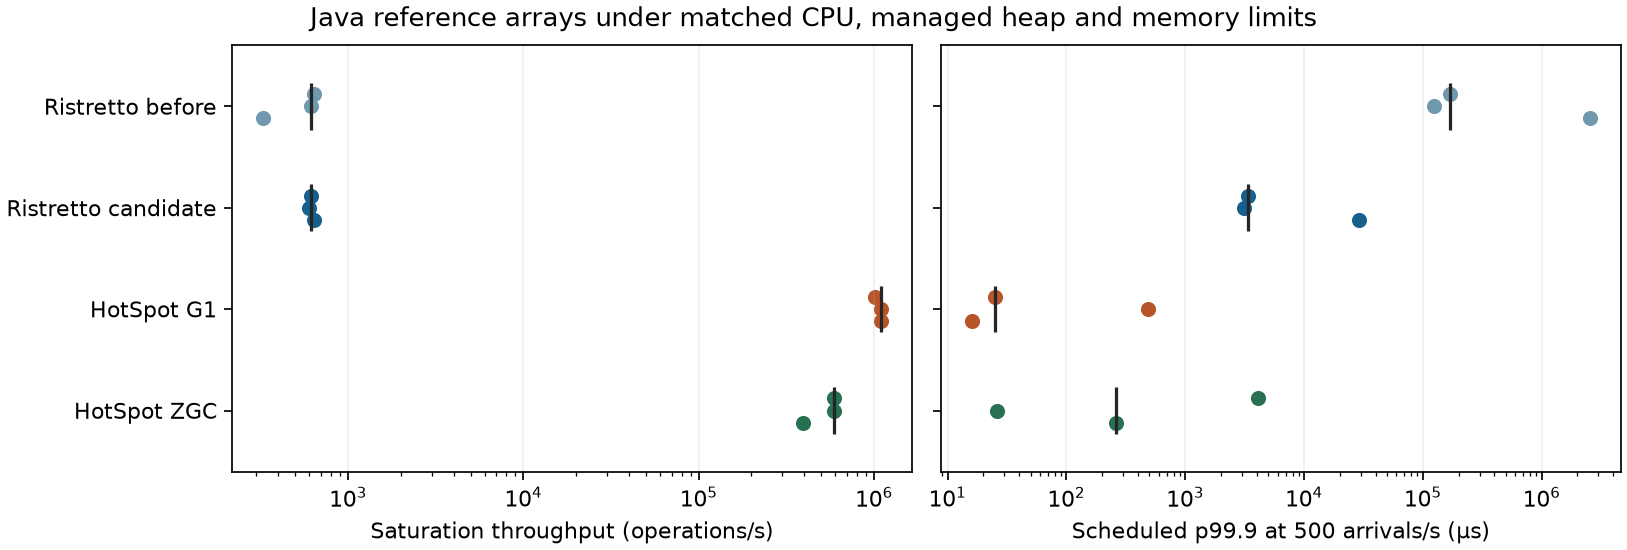 Java reference arrays under matched CPU, managed heap and memory limits
Ristretto before
Ristretto candidate
HotSpot G1
HotSpot ZGC
10³ 10⁴ 10⁵ 10⁶
Saturation throughput (operations/s)
10¹ 10² 10³ 10⁴ 10⁵ 10⁶
Scheduled p99.9 at 500 arrivals/s (µs)